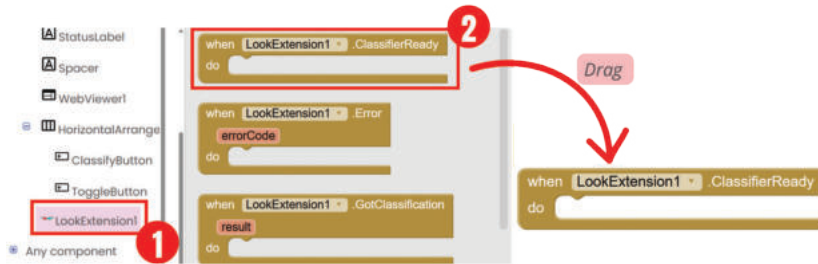 StatusLabel
Spacer
WebViewer1
HorizontalArrange
ClassifyButton
ToggleButton
LookExtension1
Any component
1
2
when LookExtension1 .ClassifierReady
do
when LookExtension1 .Error
errorCode
do
when LookExtension1 .GotClassification
result
do
Drag
when LookExtension1 .ClassifierReady
do